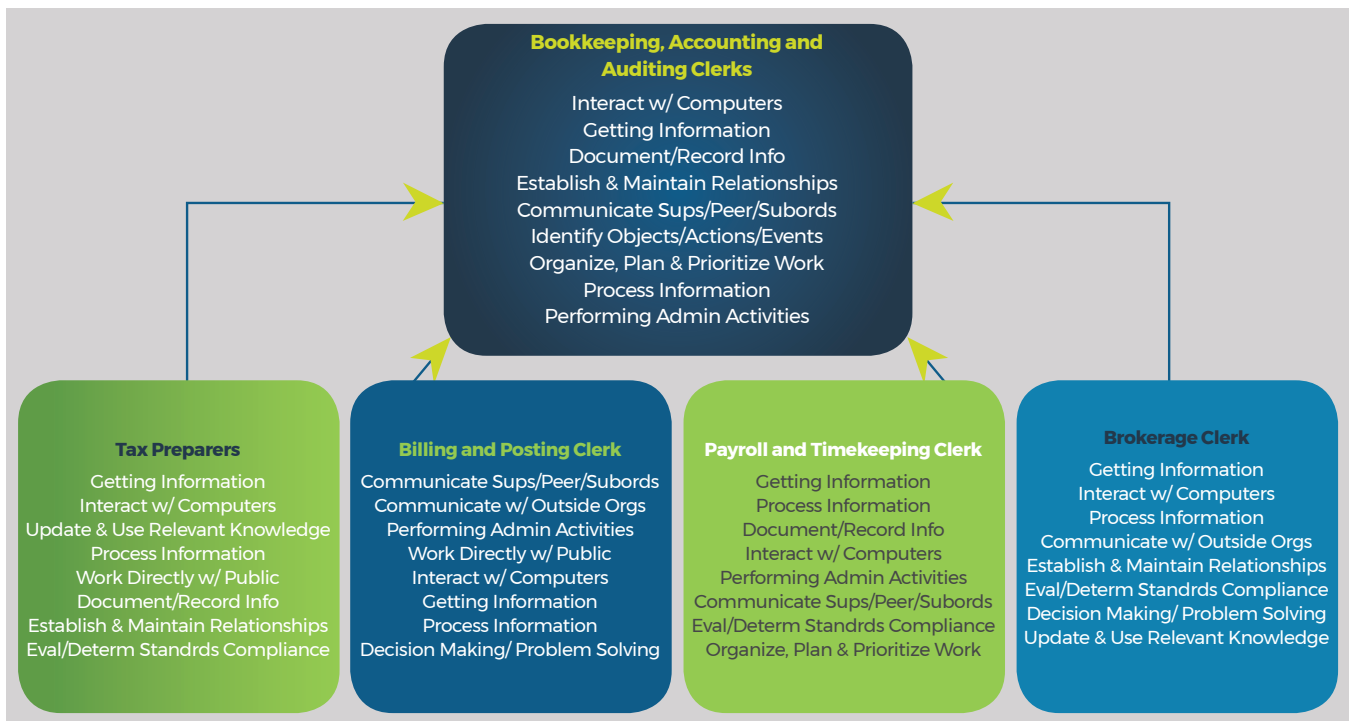 Bookkeeping, Accounting and
Auditing Clerks
Interact w/ Computers
Getting Information
Document/Record Info
Establish & Maintain Relationships
Communicate Sups/Peer/Subords
Identify Objects/Actions/Events
Organize, Plan & Prioritize Work
Process Information
Performing Admin Activities
Tax Preparers
Getting Information
Interact w/ Computers
Update & Use Relevant Knowledge
Process Information
Work Directly w/ Public
Document/Record Info
Establish & Maintain Relationships
Eval/Determ Standrds Compliance
Billing and Posting Clerk
Communicate Sups/Peer/Subords
Communicate w/ Outside Orgs
Performing Admin Activities
Work Directly w/ Public
Interact w/ Computers
Getting Information
Process Information
Decision Making/ Problem Solving
Payroll and Timekeeping Clerk
Getting Information
Process Information
Document/Record Info
Interact w/ Computers
Performing Admin Activities
Communicate Sups/Peer/Subords
Eval/Determ Standrds Compliance
Organize, Plan & Prioritize Work
Brokerage Clerk
Getting Information
Interact w/ Computers
Process Information
Communicate w/ Outside Orgs
Establish & Maintain Relationships
Eval/Determ Standrds Compliance
Decision Making/ Problem Solving
Update & Use Relevant Knowledge